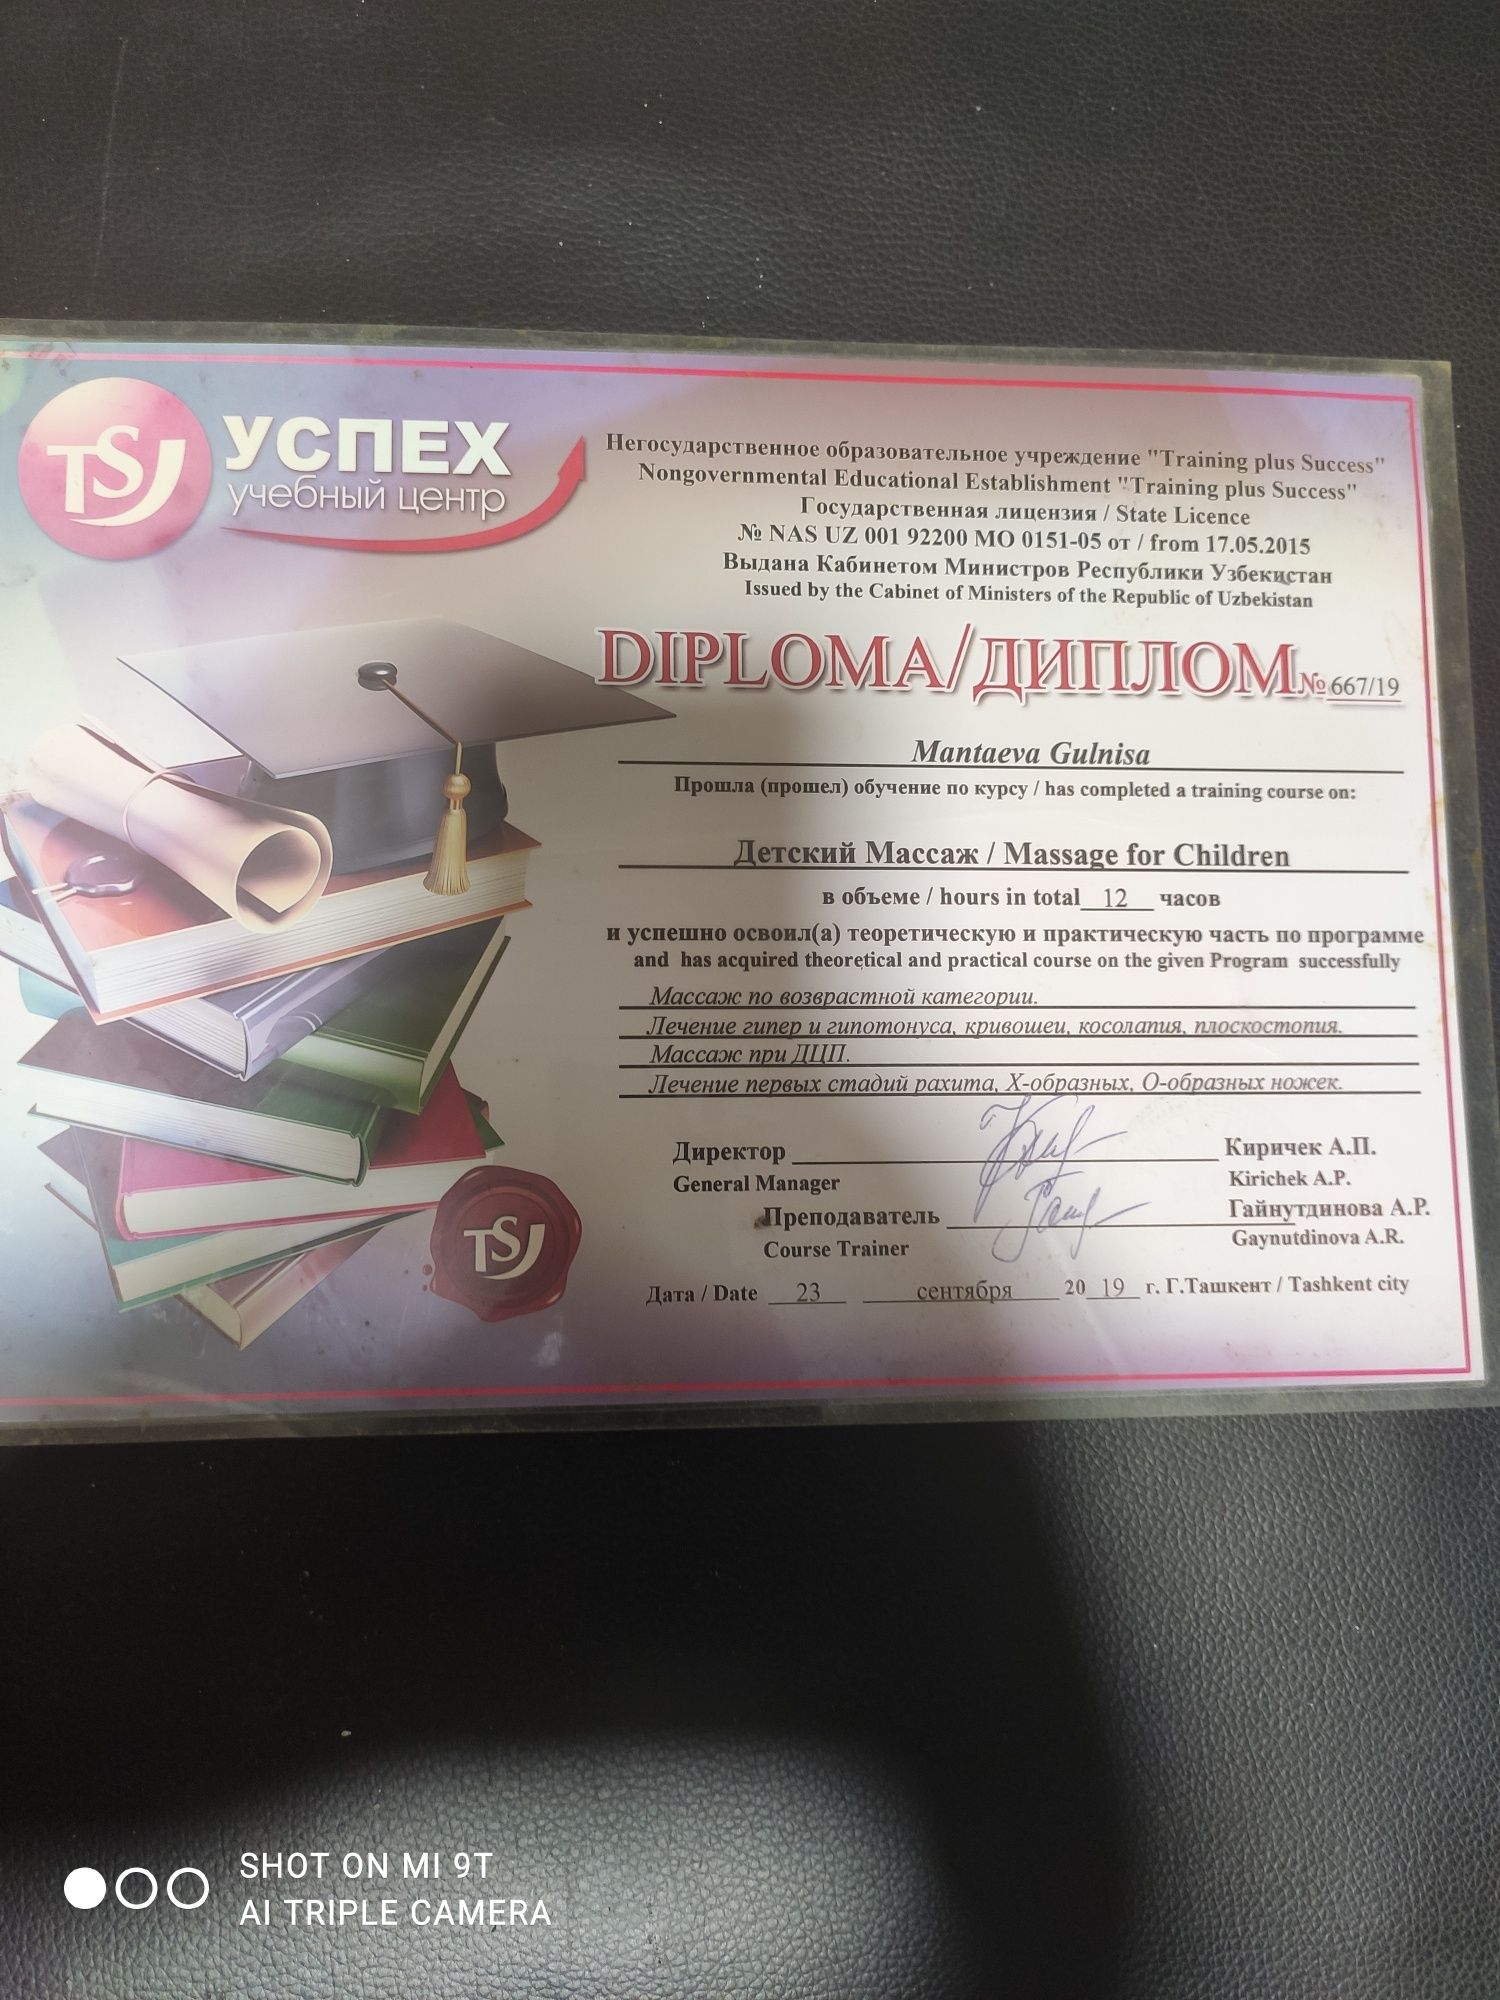 TSU
УСПЕХ
учебный центр
Негосударственное образовательное учреждение "Training plus Success"
Nongovernmental Educational Establishment "Training plus Success"
Государственная лицензия / State Licence
№ NAS UZ 001 92200 MO 0151-05 от / from 17.05.2015
Выдана Кабинетом Министров Республики Узбекистан
Issued by the Cabinet of Ministers of the Republic of Uzbekistan
DIPLOMA/ДИПЛОМ № 667/19
Mantaeva Gulnisa
Прошла (прошел) обучение по курсу / has completed a training course on:
Детский Массаж / Massage for Children
в объеме / hours in total 12 часов
и успешно освоил(а) теоретическую и практическую часть по программе
and has acquired theoretical and practical course on the given Program successfully
Массаж по возврастной категории.
Лечение гипер и гипотонуса, кривошеи, косолапия, плоскостопия.
Массаж при ДЦП.
Лечение первых стадий рахита, Х-образных, О-образных ножек.
Директор Киричек А.П.
General Manager Kirichek A.P.
Преподаватель Гайнутдинова А.Р.
Course Trainer Gaynutdinova A.R.
Дата / Date 23 сентября 20 19 г. Г.Ташкент / Tashkent city
TSU
SHOT ON MI 9T
AI TRIPLE CAMERA